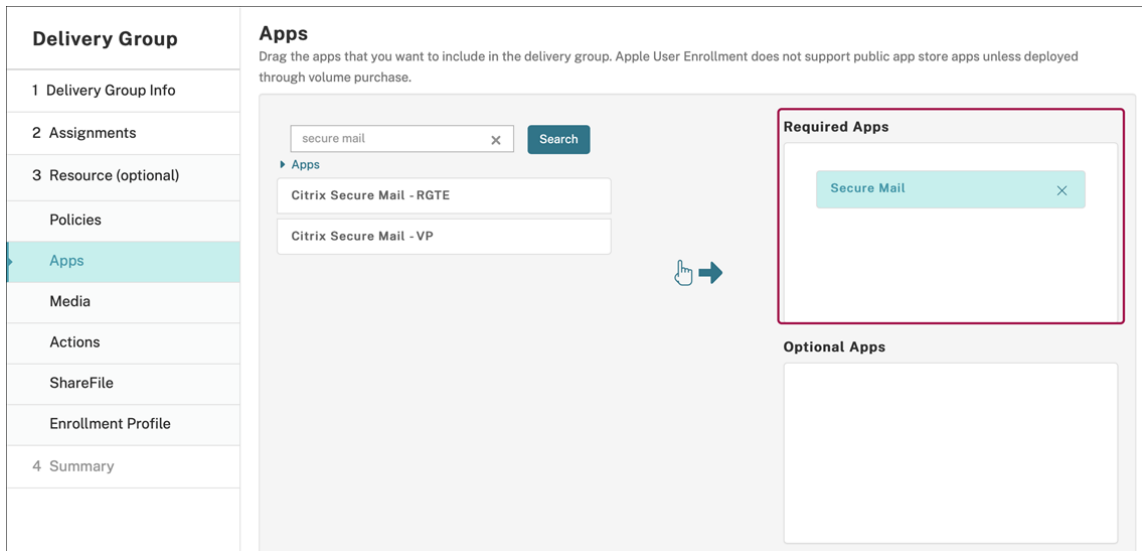 Delivery Group
1 Delivery Group Info
2 Assignments
3 Resource (optional)
Policies
Apps
Media
Actions
ShareFile
Enrollment Profile
4 Summary
Apps
Drag the apps that you want to include in the delivery group. Apple User Enrollment does not support public app store apps unless deployed
through volume purchase.
secure mail
Search
Apps
Citrix Secure Mail - RGTE
Citrix Secure Mail - VP
Required Apps
Secure Mail
Optional Apps